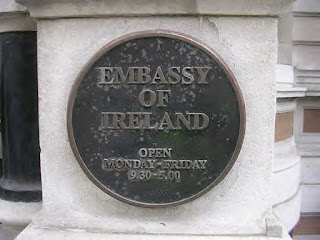 EMBASSY
OF
IRELAND
OPEN
MONDAY-FRIDAY
9.30-5.00